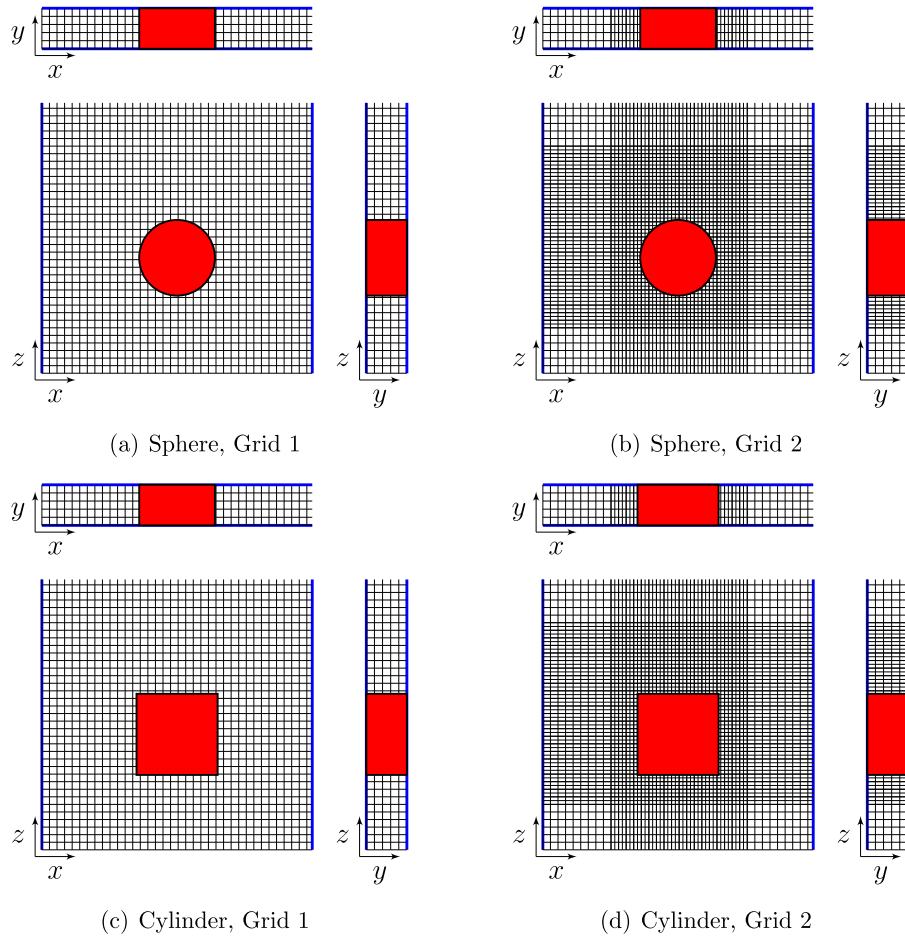 y
x
y
x
z
x
z
y
z
x
z
y
(a) Sphere, Grid 1
(b) Sphere, Grid 2
y
x
y
x
z
x
z
y
z
x
z
y
(c) Cylinder, Grid 1
(d) Cylinder, Grid 2